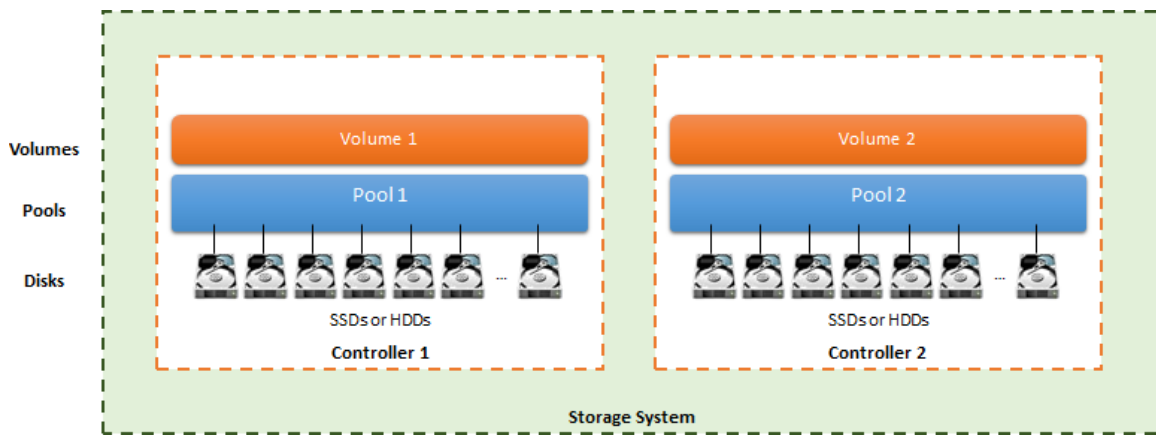 Volumes
Pools
Disks
Volume 1
Pool 1
...
SSDs or HDDs
Controller 1
Volume 2
Pool 2
...
SSDs or HDDs
Controller 2
Storage System